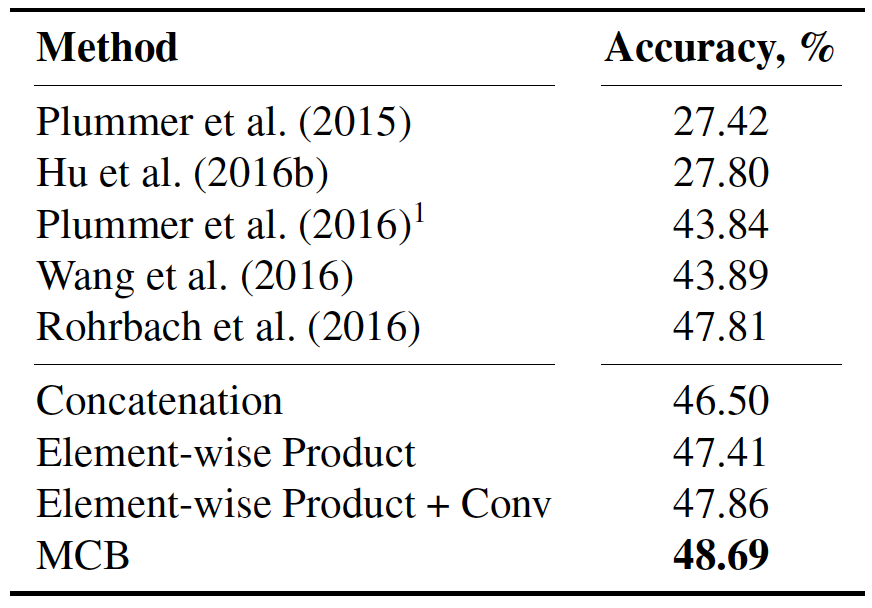 Method Accuracy, %
Plummer et al. (2015) 27.42
Hu et al. (2016b) 27.80
Plummer et al. (2016)¹ 43.84
Wang et al. (2016) 43.89
Rohrbach et al. (2016) 47.81
Concatenation 46.50
Element-wise Product 47.41
Element-wise Product + Conv 47.86
MCB 48.69